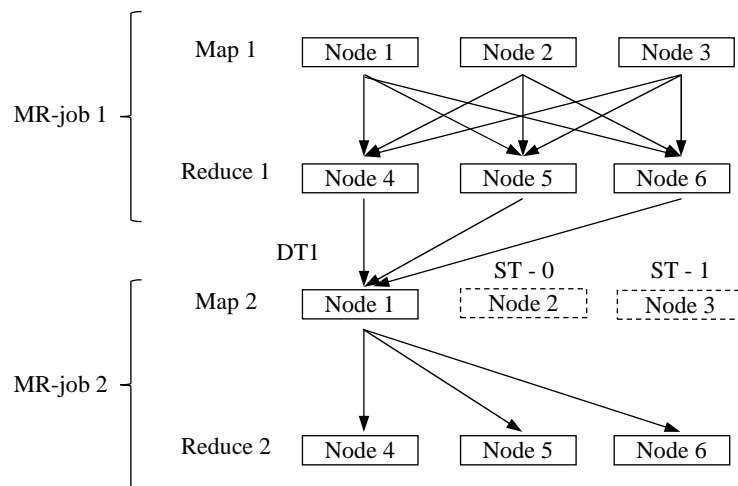 Map 1 Node 1 Node 2 Node 3
MR-job 1
Reduce 1 Node 4 Node 5 Node 6
DT1 ST - 0 ST - 1
Map 2 Node 1 Node 2 Node 3
MR-job 2
Reduce 2 Node 4 Node 5 Node 6